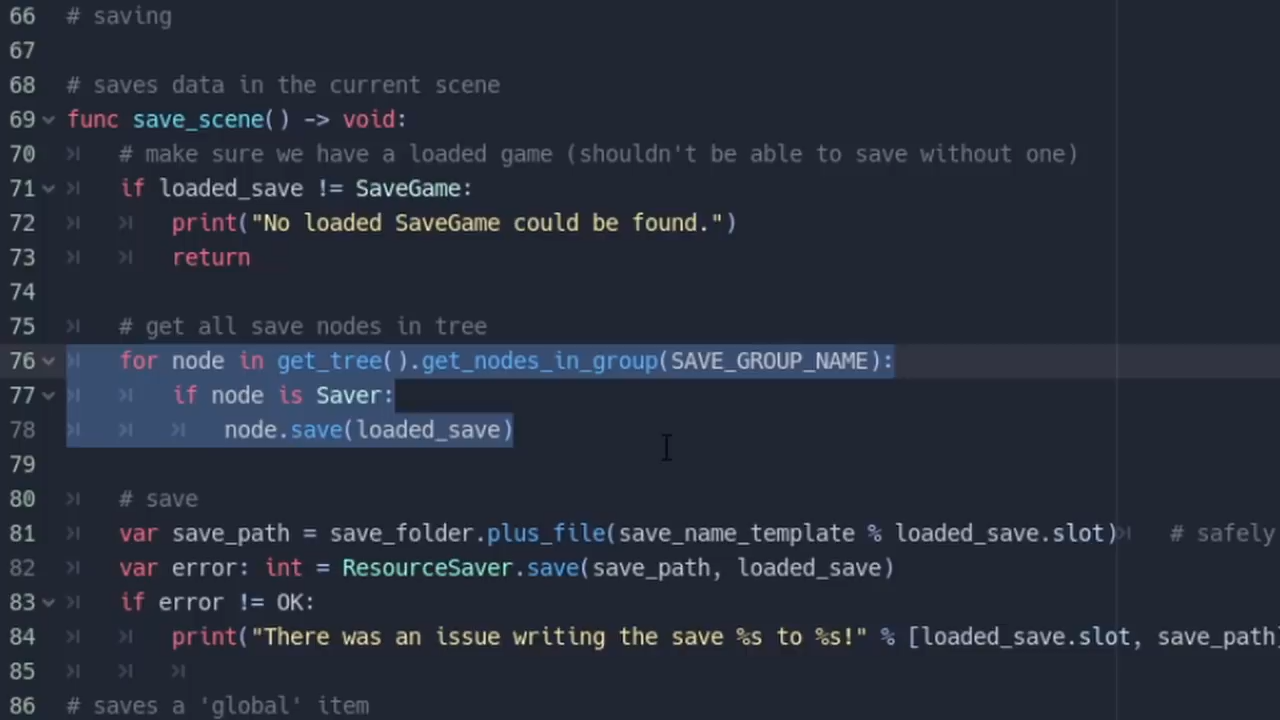 66 # saving
67
68 # saves data in the current scene
69 func save_scene() -> void:
70 # make sure we have a loaded game (shouldn't be able to save without one)
71 if loaded_save != SaveGame:
72 print("No loaded SaveGame could be found.")
73 return
74
75 # get all save nodes in tree
76 for node in get_tree().get_nodes_in_group(SAVE_GROUP_NAME):
77 if node is Saver:
78 node.save(loaded_save)
79
80 # save
81 var save_path = save_folder.plus_file(save_name_template % loaded_save.slot) # safely
82 var error: int = ResourceSaver.save(save_path, loaded_save)
83 if error != OK:
84 print("There was an issue writing the save %s to %s!" % [loaded_save.slot, save_path
85
86 # saves a 'global' item